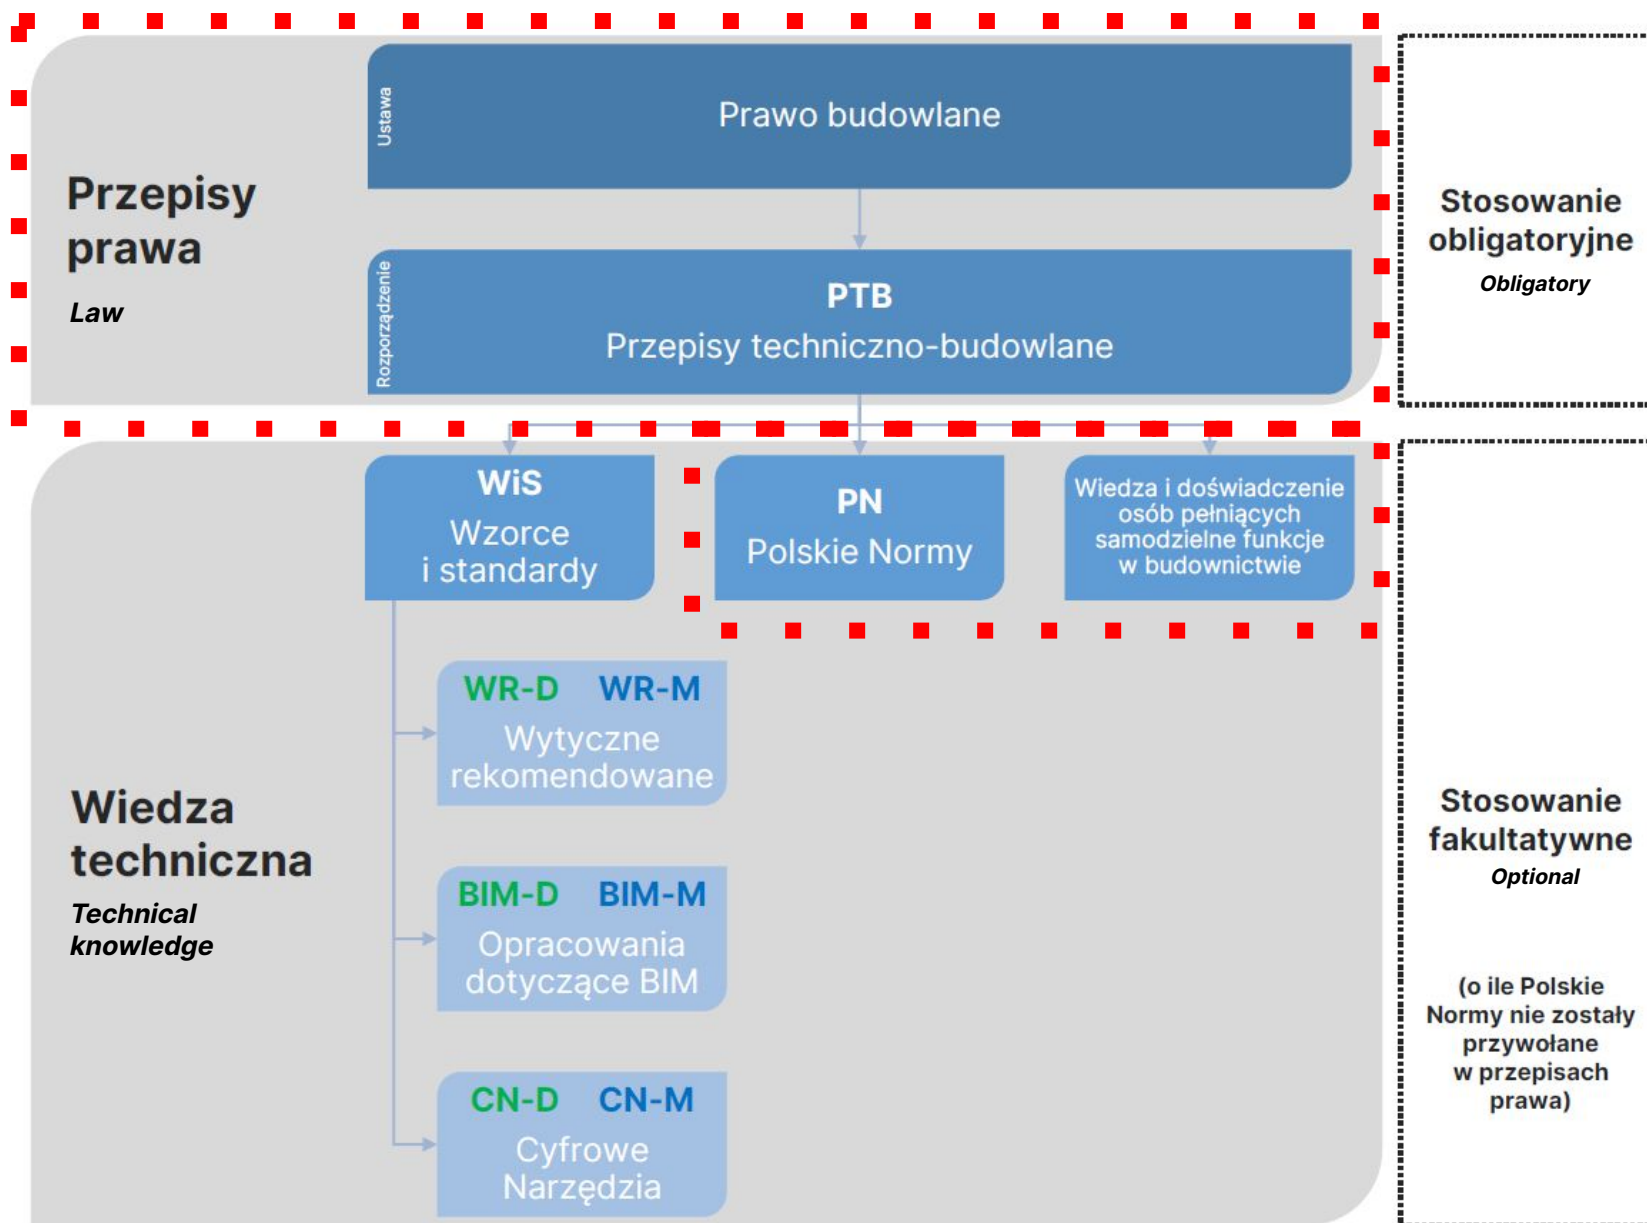 Przepisy
prawa
Law
Ustawa
Prawo budowlane
Rozporządzenie
PTB
Przepisy techniczno-budowlane
Stosowanie
obligatoryjne
Obligatory
Wiedza
techniczna
Technical
knowledge
WiS
Wzorce
i standardy
PN
Polskie Normy
Wiedza i doświadczenie
osób pełniących
samodzielne funkcje
w budownictwie
WR-D WR-M
Wytyczne
rekomendowane
BIM-D BIM-M
Opracowania
dotyczące BIM
CN-D CN-M
Cyfrowe
Narzędzia
Stosowanie
fakultatywne
Optional
(o ile Polskie
Normy nie zostały
przywołane
w przepisach
prawa)